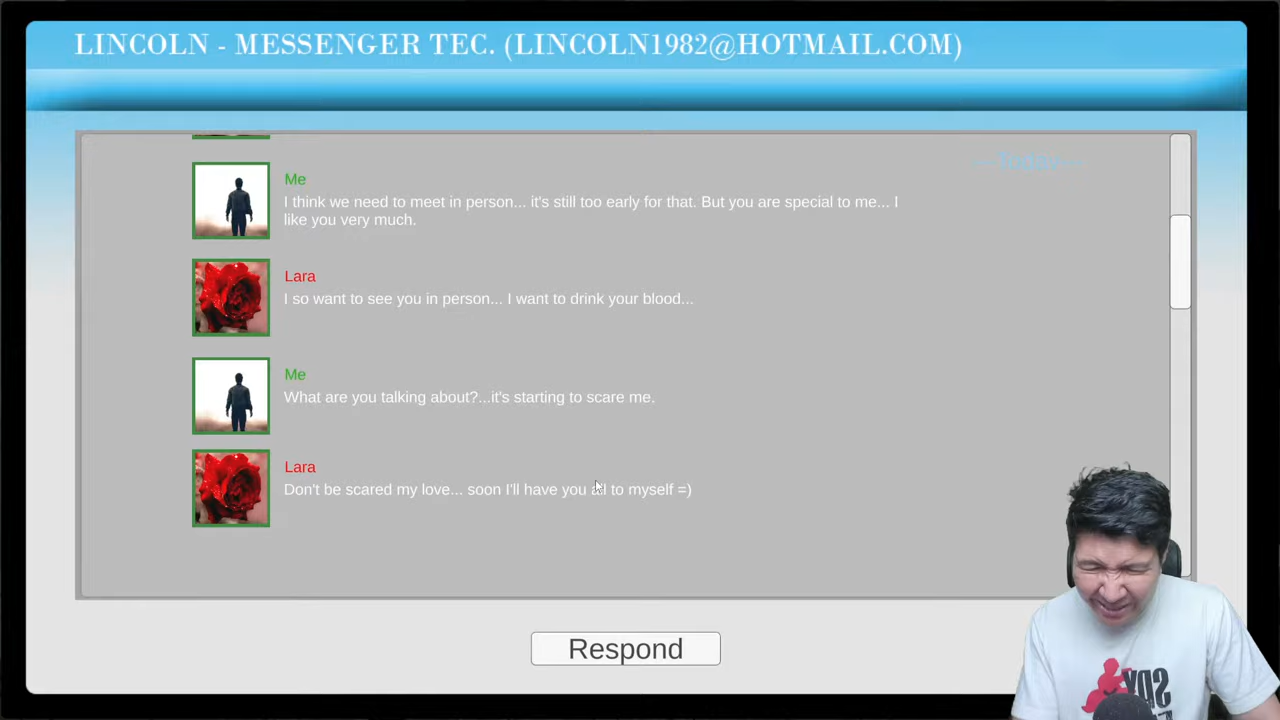 LINCOLN - MESSENGER TEC. (LINCOLN1982@HOTMAIL.COM)
---Today---
Me
I think we need to meet in person... it's still too early for that. But you are special to me... I
like you very much.
Lara
I so want to see you in person... I want to drink your blood...
Me
What are you talking about?...it's starting to scare me.
Lara
Don't be scared my love... soon I'll have you all to myself =)
Respond